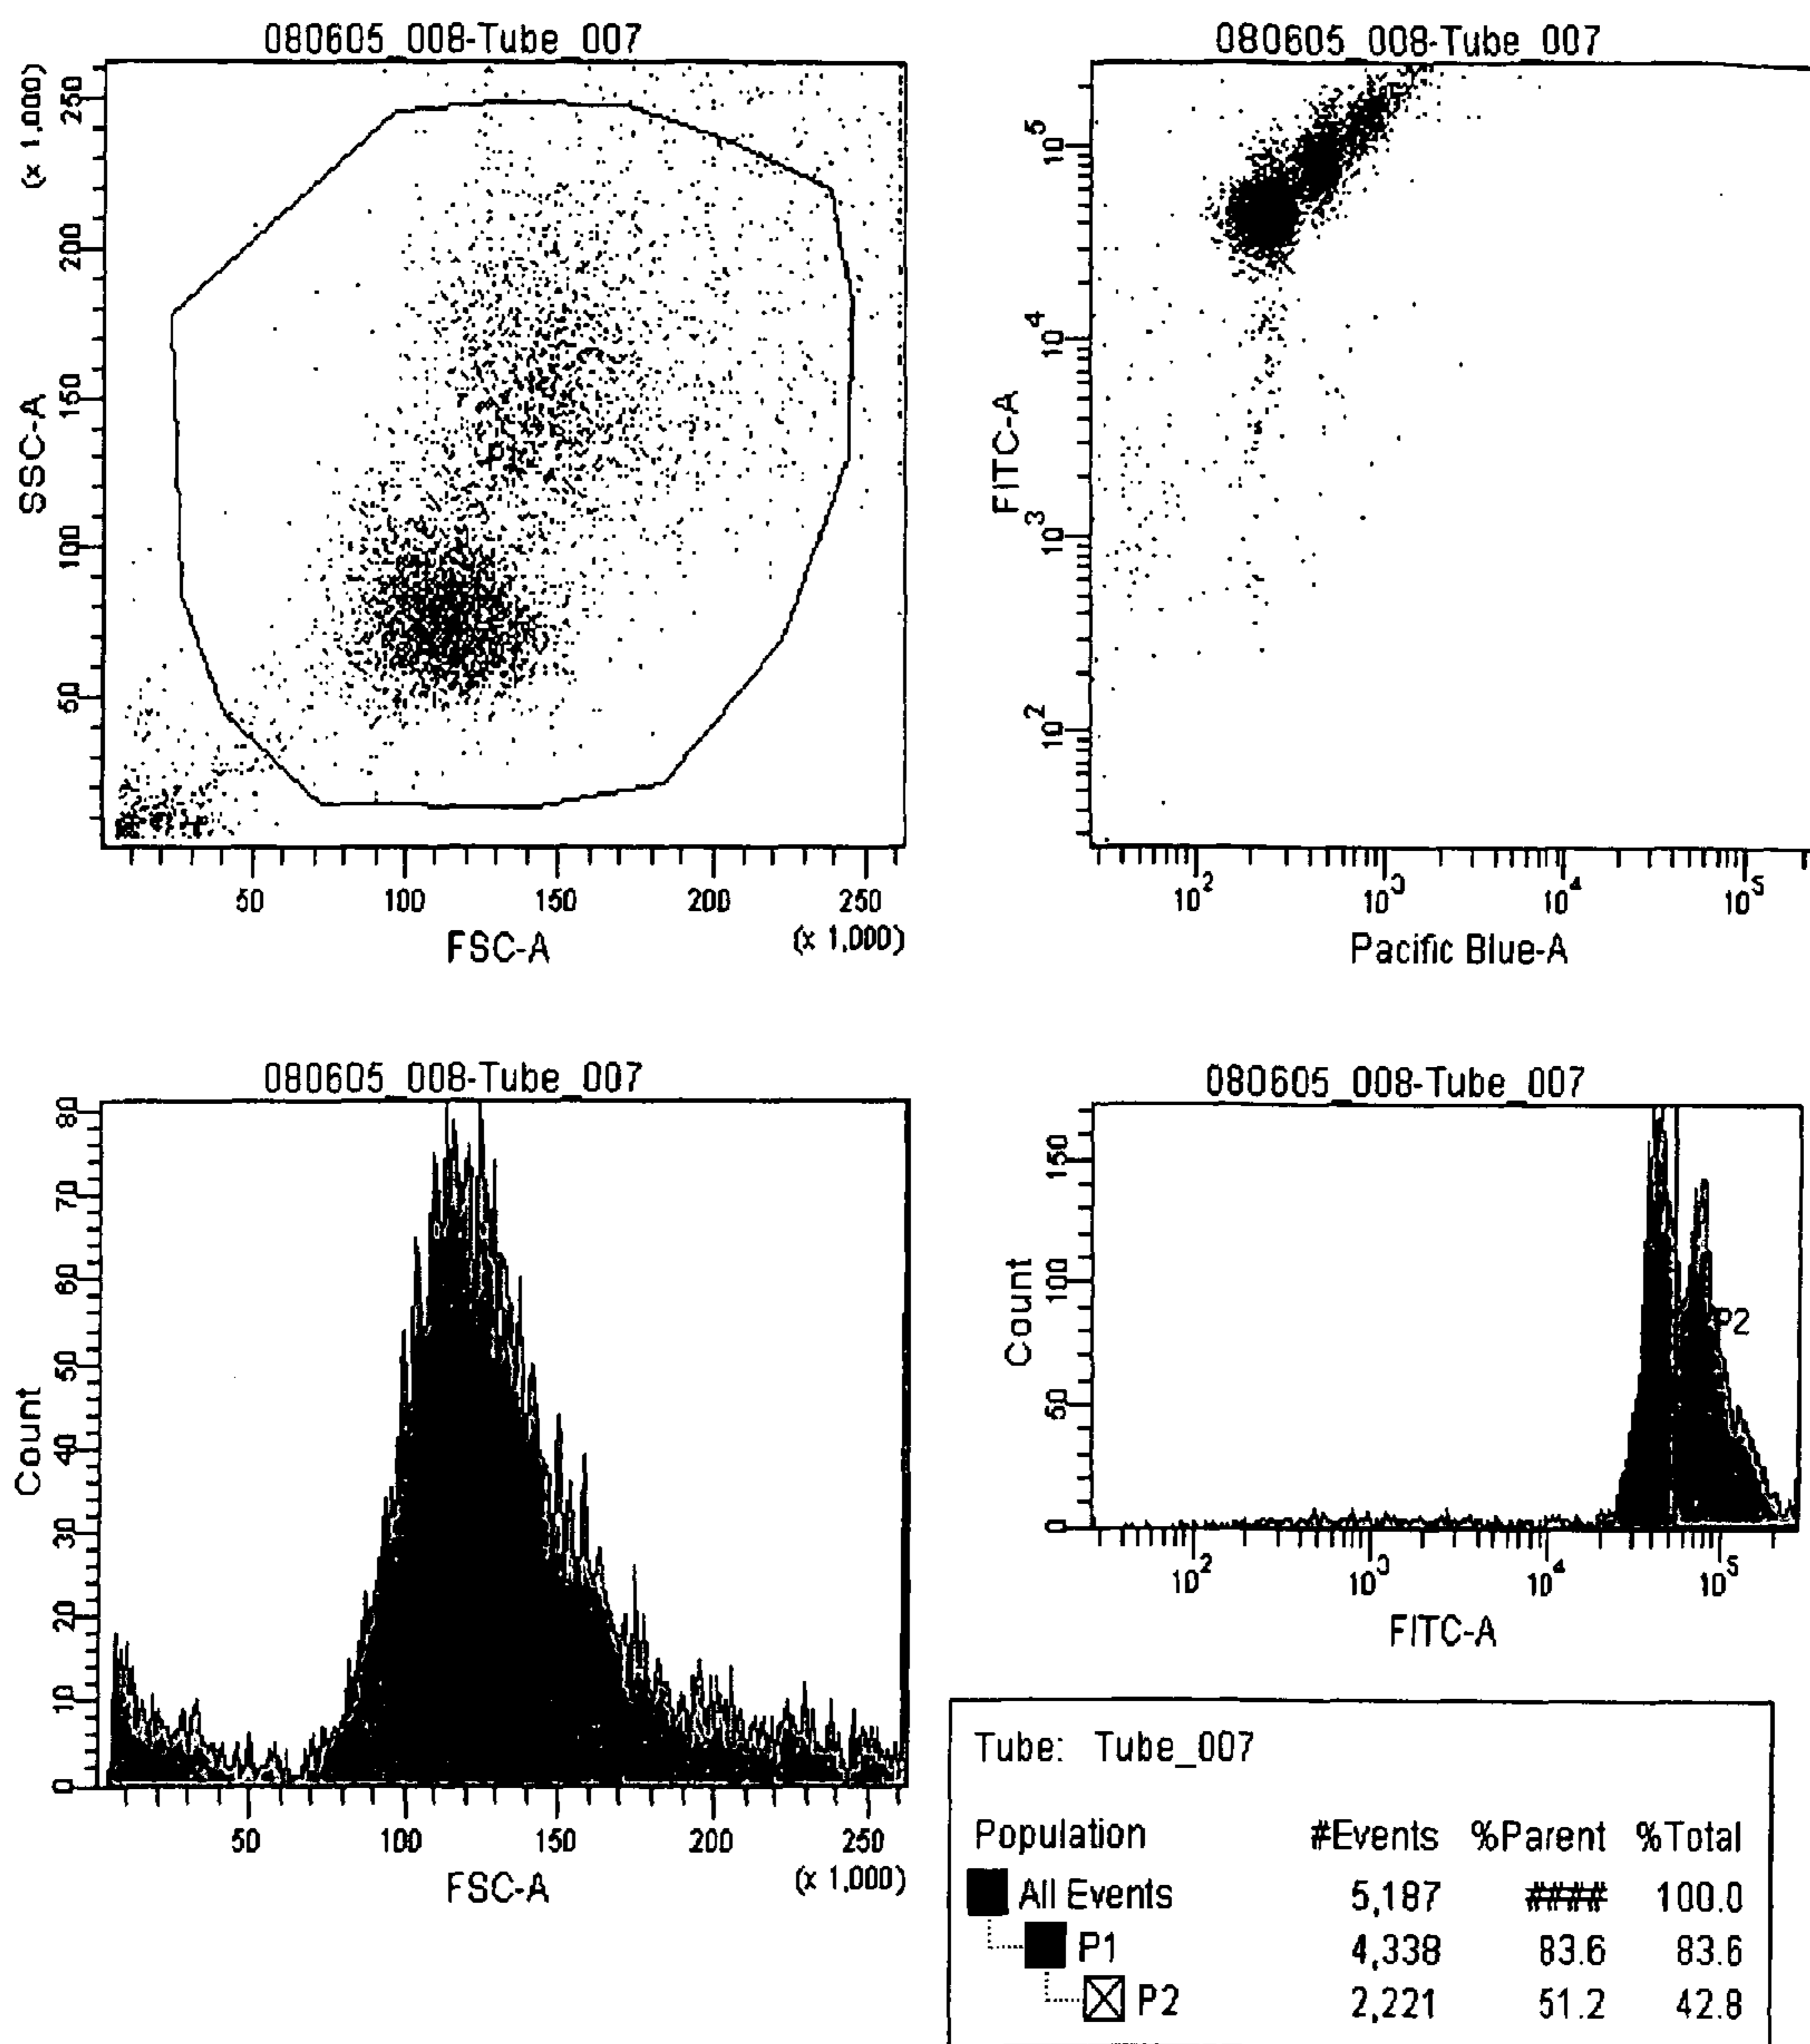 080605_008-Tube_007
(x 1,000)
250
200
150
100
50
SSC-A
P1
50 100 150 200 250
FSC-A (x 1,000)
080605_008-Tube_007
10^5
10^4
10^3
10^2
FITC-A
10^2 10^3 10^4 10^5
Pacific Blue-A
080605_008-Tube_007
80
70
60
50
40
30
20
10
0
Count
50 100 150 200 250
FSC-A (x 1,000)
080605_008-Tube_007
150
100
50
0
Count
P2
10^2 10^3 10^4 10^5
FITC-A
Tube: Tube_007
Population #Events %Parent %Total
All Events 5,187 #### 100.0
P1 4,338 83.6 83.6
P2 2,221 51.2 42.8